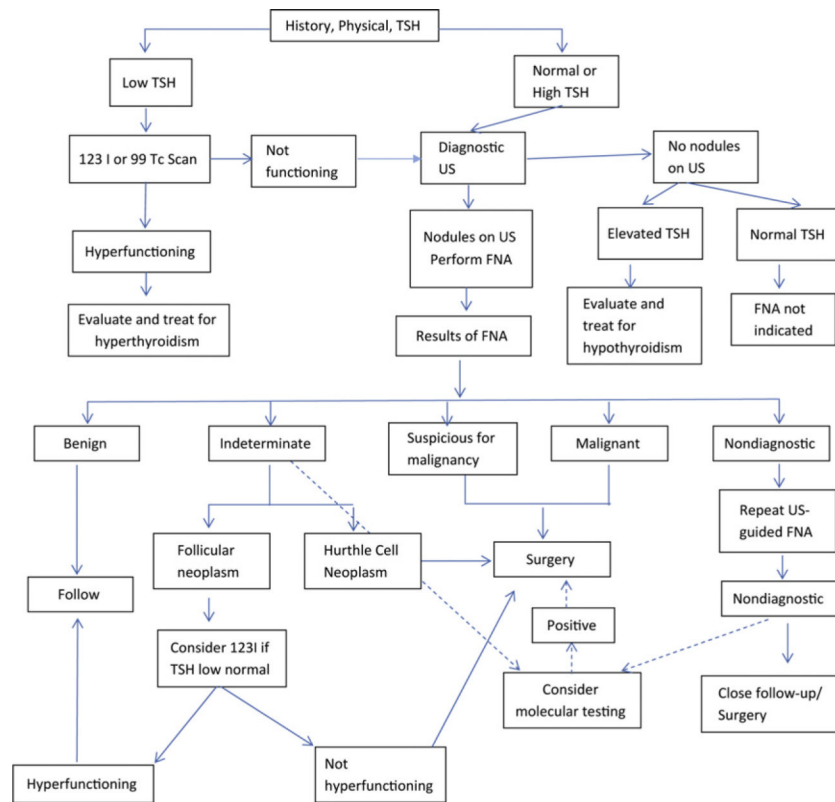 History, Physical, TSH
Low TSH
Normal or
High TSH
123 I or 99 Tc Scan
Not
functioning
Diagnostic
US
No nodules
on US
Hyperfunctioning
Nodules on US
Perform FNA
Elevated TSH
Normal TSH
Evaluate and treat for
hyperthyroidism
Results of FNA
Evaluate and
treat for
hypothyroidism
FNA not
indicated
Benign
Indeterminate
Suspicious for
malignancy
Malignant
Nondiagnostic
Repeat US-
guided FNA
Follicular
neoplasm
Hurthle Cell
Neoplasm
Surgery
Follow
Nondiagnostic
Positive
Consider 123I if
TSH low normal
Consider
molecular testing
Close follow-up/
Surgery
Hyperfunctioning
Not
hyperfunctioning